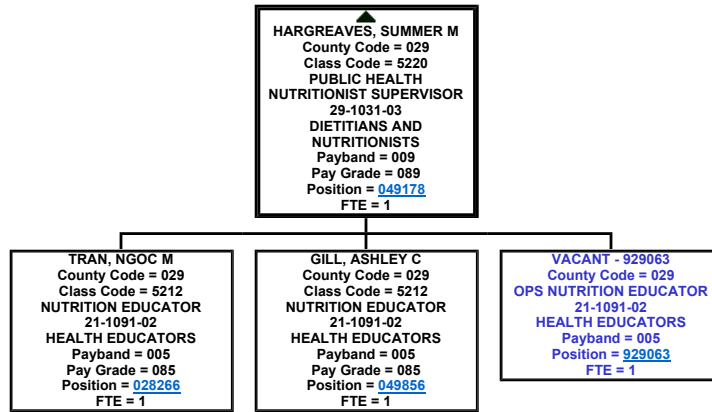 HARGREAVES, SUMMER M
County Code = 029
Class Code = 5220
PUBLIC HEALTH
NUTRITIONIST SUPERVISOR
29-1031-03
DIETITIANS AND
NUTRITIONISTS
Payband = 009
Pay Grade = 089
Position = 049178
FTE = 1
TRAN, NGOC M
County Code = 029
Class Code = 5212
NUTRITION EDUCATOR
21-1091-02
HEALTH EDUCATORS
Payband = 005
Pay Grade = 085
Position = 028266
FTE = 1
GILL, ASHLEY C
County Code = 029
Class Code = 5212
NUTRITION EDUCATOR
21-1091-02
HEALTH EDUCATORS
Payband = 005
Pay Grade = 085
Position = 049856
FTE = 1
VACANT - 929063
County Code = 029
OPS NUTRITION EDUCATOR
21-1091-02
HEALTH EDUCATORS
Payband = 005
Position = 929063
FTE = 1